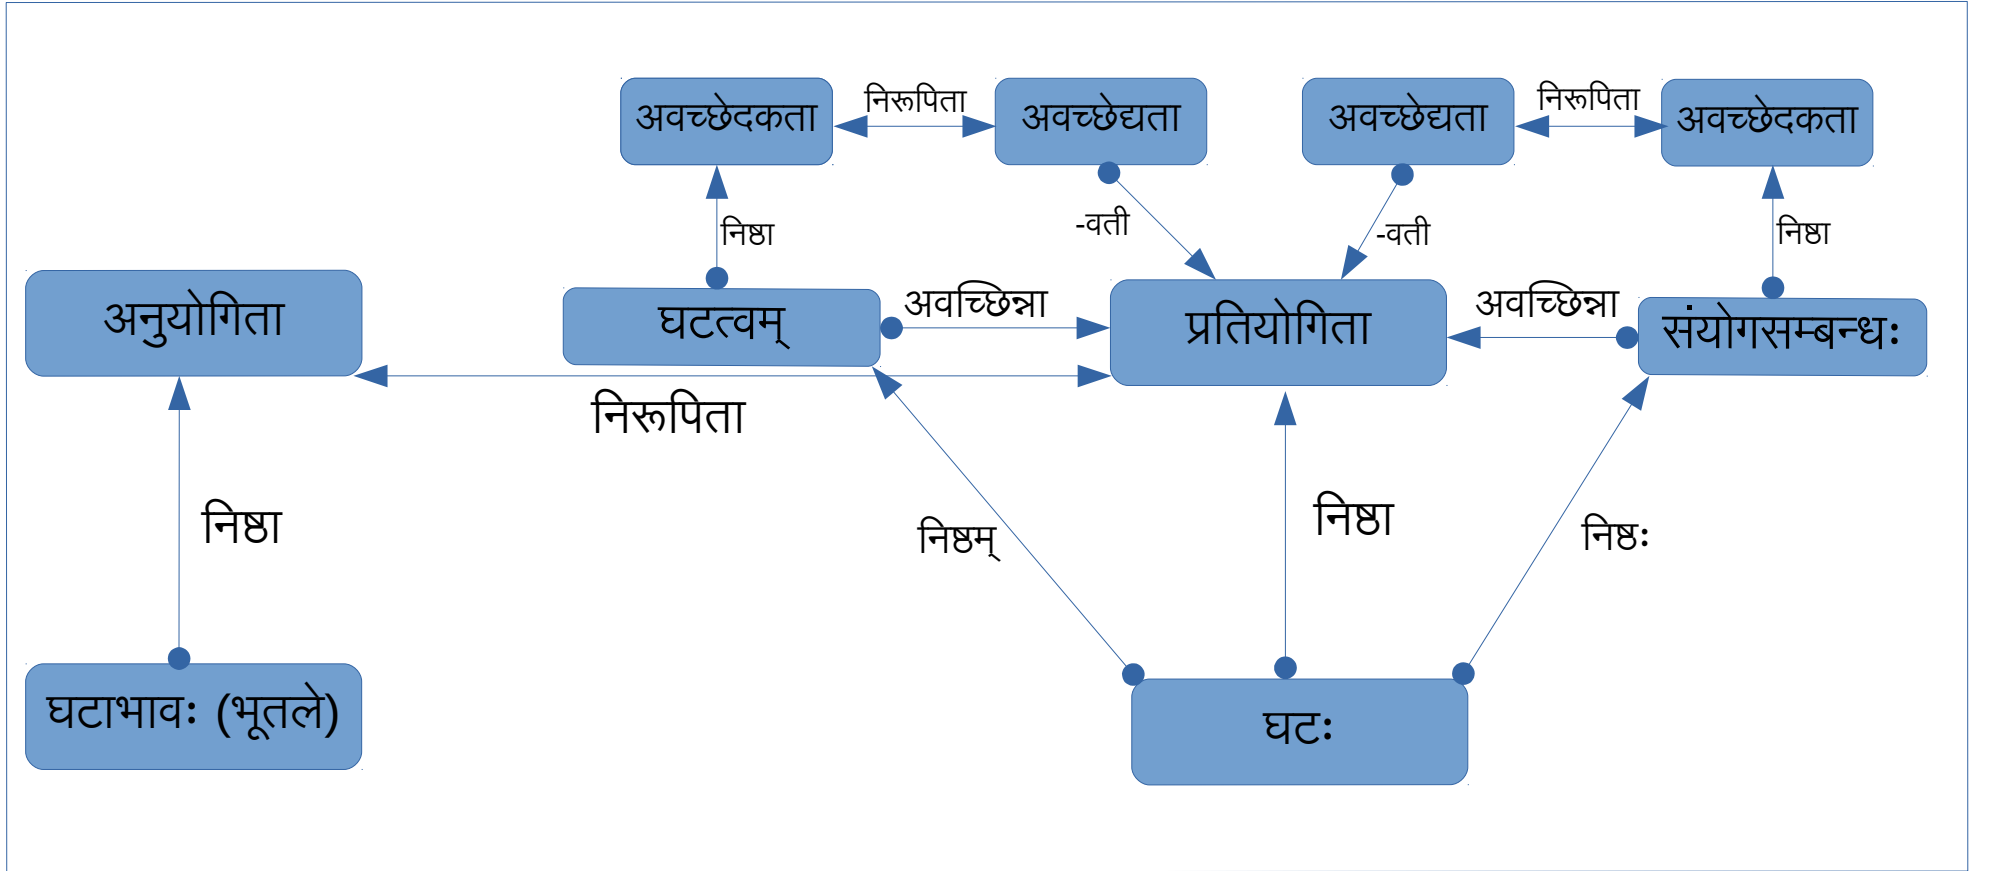 अवच्छेदकता
निरूपिता
अवच्छेद्यता
अवच्छेद्यता
निरूपिता
अवच्छेदकता
निष्ठा
-वती
-वती
निष्ठा
अनुयोगिता
घटत्वम्
अवच्छिन्ना
प्रतियोगिता
अवच्छिन्ना
संयोगसम्बन्धः
निरूपिता
निष्ठा
निष्ठम्
निष्ठा
निष्ठः
घटाभावः (भूतले)
घटः